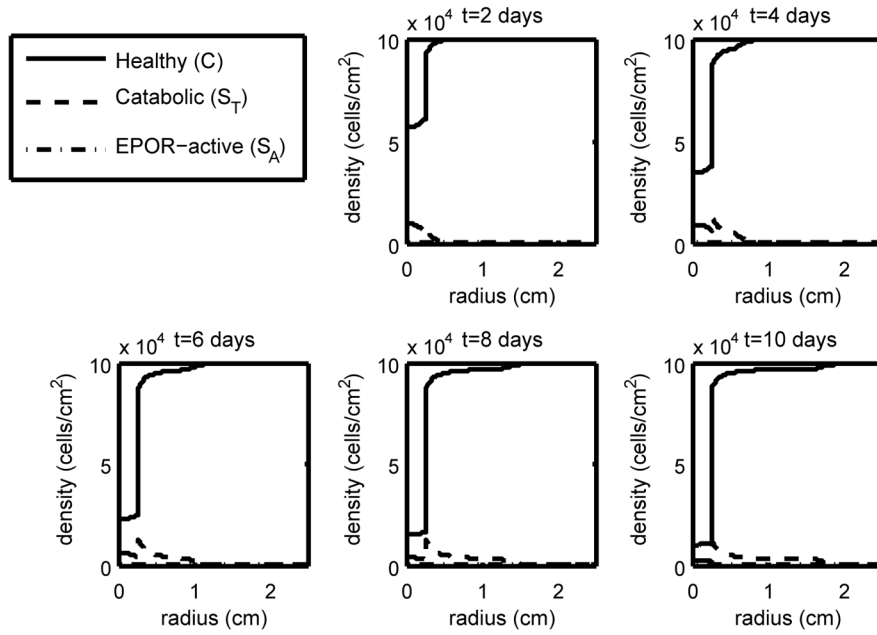 Healthy (C)
Catabolic (S_T)
EPOR−active (S_A)
x 10^4 t=2 days
10
5
0
density (cells/cm^2)
0 1 2
radius (cm)
x 10^4 t=4 days
10
5
0
density (cells/cm^2)
0 1 2
radius (cm)
x 10^4 t=6 days
10
5
0
density (cells/cm^2)
0 1 2
radius (cm)
x 10^4 t=8 days
10
5
0
density (cells/cm^2)
0 1 2
radius (cm)
x 10^4 t=10 days
10
5
0
density (cells/cm^2)
0 1 2
radius (cm)